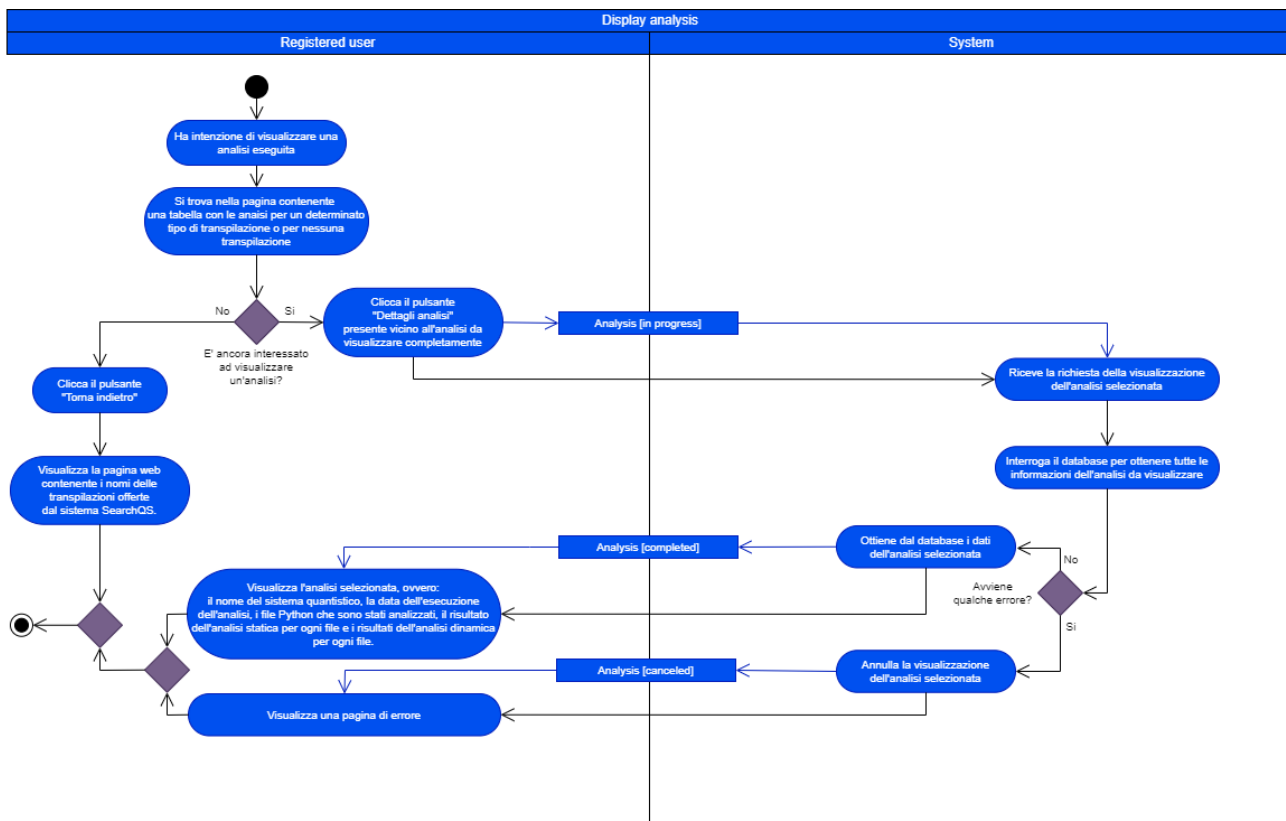 Display analysis
Registered user
System
Ha intenzione di visualizzare una
analisi eseguita
Si trova nella pagina contenente
una tabella con le anaisi per un determinato
tipo di transpilazione o per nessuna
transpilazione
No
Si
E' ancora interessato
ad visualizzare
un'analisi?
Clicca il pulsante
"Dettagli analisi"
presente vicino all'analisi da
visualizzare completamente
Analysis [in progress]
Riceve la richiesta della visualizzazione
dell'analisi selezionata
Clicca il pulsante
"Torna indietro"
Interroga il database per ottenere tutte le
informazioni dell'analisi da visualizzare
Visualizza la pagina web
contenente i nomi delle
transpilazioni offerte
dal sistema SearchQS.
Analysis [completed]
Ottiene dal database i dati
dell'analisi selezionata
No
Avviene
qualche errore?
Si
Visualizza l'analisi selezionata, ovvero:
il nome del sistema quantistico, la data dell'esecuzione
dell'analisi, i file Python che sono stati analizzati, il risultato
dell'analisi statica per ogni file e i risultati dell'analisi dinamica
per ogni file.
Analysis [canceled]
Annulla la visualizzazione
dell'analisi selezionata
Visualizza una pagina di errore